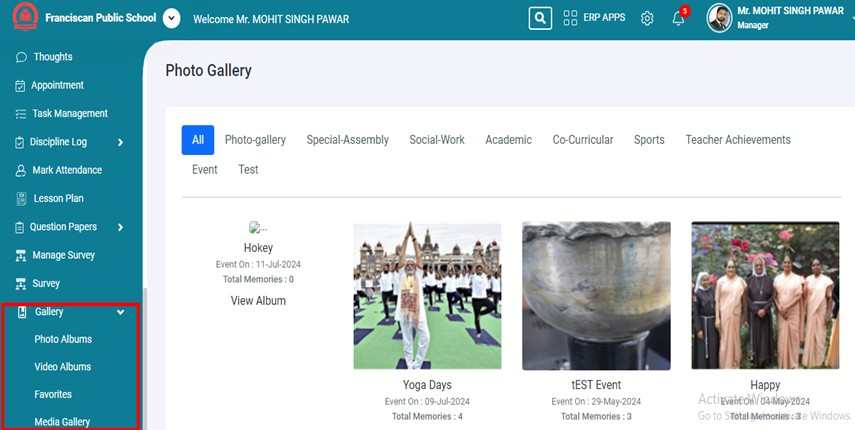 Franciscan Public School
Welcome Mr. MOHIT SINGH PAWAR
ERP APPS
5
Mr. MOHIT SINGH PAWAR
Manager
Thoughts
Appointment
Task Management
Discipline Log
Mark Attendance
Lesson Plan
Question Papers
Manage Survey
Survey
Gallery
Photo Albums
Video Albums
Favorites
Media Gallery
Photo Gallery
All Photo-gallery Special-Assembly Social-Work Academic Co-Curricular Sports Teacher Achievements
Event Test
...
Hokey
Event On : 11-Jul-2024
Total Memories : 0
View Album
Yoga Days
Event On : 09-Jul-2024
Total Memories : 4
tEST Event
Event On : 29-May-2024
Total Memories : 3
Happy
Event On : 04-May-2024
Total Memories : 3
Activate Windows
Go to Settings to activate Windows.